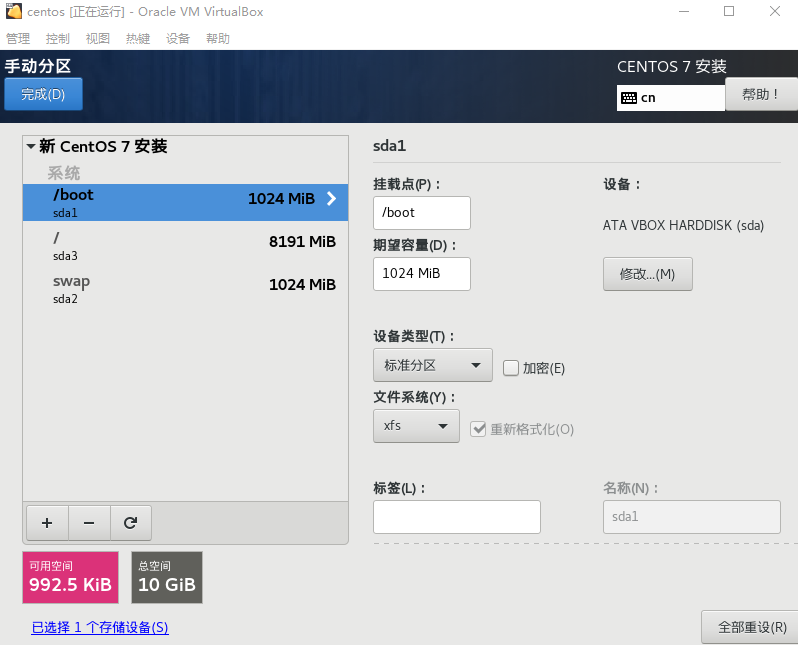 centos [正在运行] - Oracle VM VirtualBox
管理 控制 视图 热键 设备 帮助
手动分区
CENTOS 7 安装
完成(D)
cn
帮助！
新 CentOS 7 安装
系统
/boot
1024 MiB
sda1
/
8191 MiB
sda3
swap
1024 MiB
sda2
sda1
挂载点(P)：
设备：
/boot
ATA VBOX HARDDISK (sda)
期望容量(D)：
1024 MiB
修改...(M)
设备类型(T)：
标准分区
加密(E)
文件系统(Y)：
xfs
重新格式化(O)
标签(L)：
名称(N)：
sda1
可用空间
992.5 KiB
总空间
10 GiB
已选择 1 个存储设备(S)
全部重设(R)